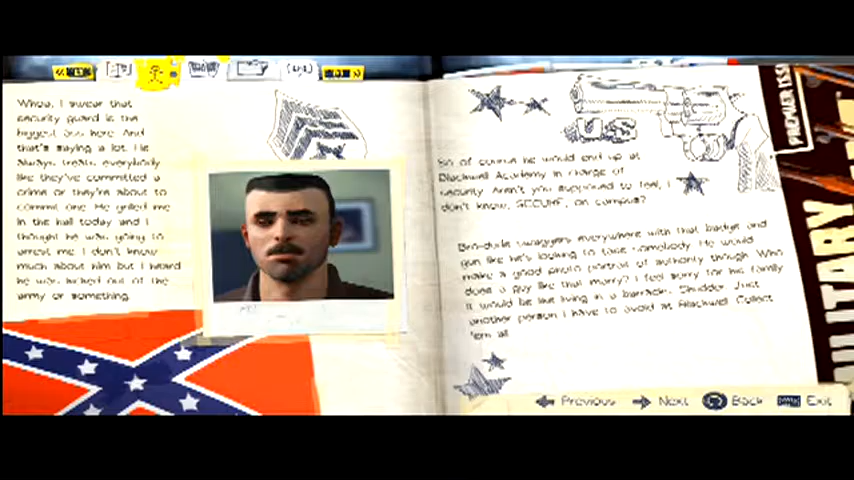 Whoa, I swear that
security guard is the
biggest ass here. And
that's saying a lot. He
always treats everybody
like they've committed a
crime or they're about to
commit one. He grilled me
in the hall today and I
thought he was going to
arrest me. I don't know
much about him but I heard
he was kicked out of the
army or something.
So of course he would end up at
Blackwell Academy in charge of
security. Aren't you supposed to feel, I
don't know, SECURE, on campus?
Bro-dude swaggers everywhere with that badge and
gun like he's looking to take somebody. He would
make a good photo portrait of authority though. Who
does a guy like that marry? I feel sorry for his family
It would be like living in a barrack. Shudder. Just
another person I have to avoid at Blackwell. Collect
'em all.
Previous
Next
Back
Exit
PREMIER ISS
MILITARY